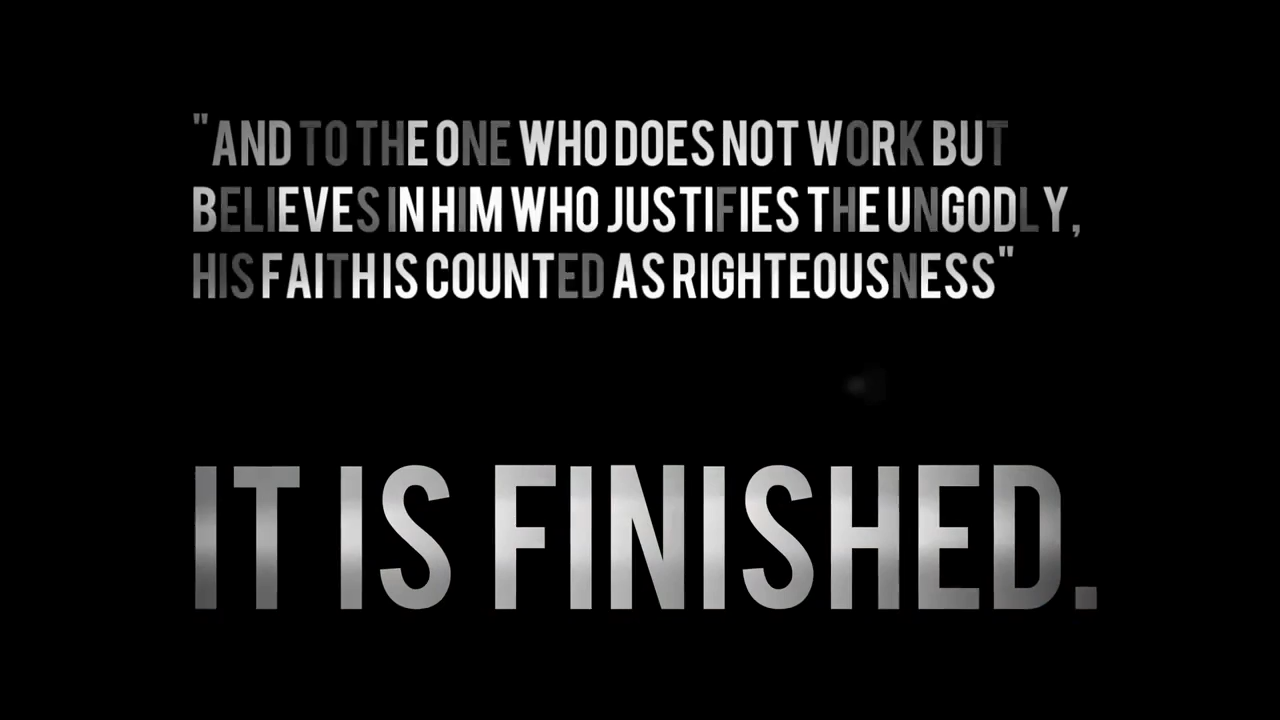 "AND TO THE ONE WHO DOES NOT WORK BUT
BELIEVES IN HIM WHO JUSTIFIES THE UNGODLY,
HIS FAITH IS COUNTED AS RIGHTEOUSNESS"
IT IS FINISHED.